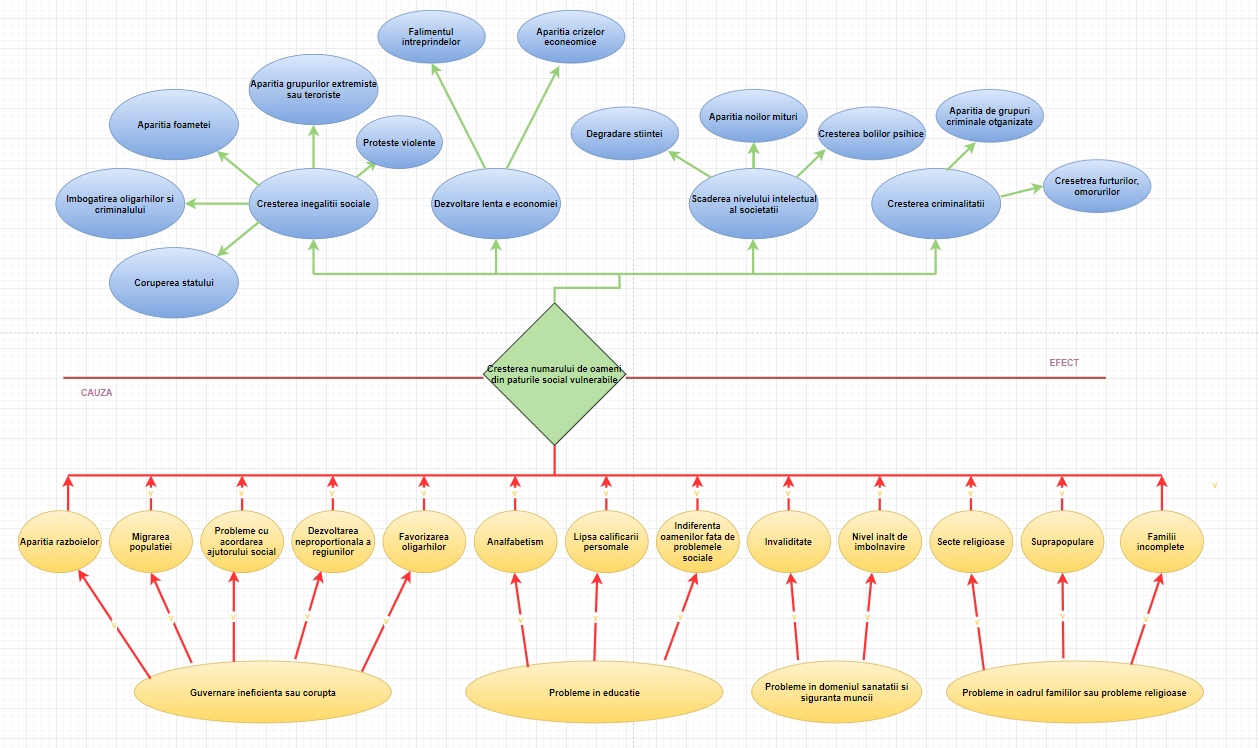 Falimentul
intreprindelor
Aparitia crizelor
econeomice
Aparitia grupurilor extremiste
sau teroriste
Aparitia foametei
Proteste violente
Imbogatirea oligarhilor si
criminalului
Cresterea inegalitii sociale
Coruperea statului
Dezvoltare lenta e economiei
Degradare stiintei
Aparitia noilor mituri
Cresterea bolilor psihice
Scaderea nivelului intelectual
al societatii
Aparitia de grupuri
criminale otganizate
Cresetrea furturilor,
omorurilor
Cresterea criminalitatii
Cresterea numarului de oameni
din paturile social vulnerabile
EFECT
CAUZA
v
v
v
v
v
v
v
v
v
v
v
v
Aparitia razboielor
Migrarea
populatiei
Probleme cu
acordarea
ajutorului social
Dezvoltarea
neproportionala a
regiunilor
Favorizarea
oligarhilor
Analfabetism
Lipsa calificarii
persomale
Indiferenta
oamenilor fata de
problemele
sociale
Invaliditate
Nivel inalt de
imbolnavire
Secte religioase
Suprapopulare
Familii
incomplete
v
v
v
v
v
v
v
v
v
v
v
v
v
Guvernare ineficienta sau corupta
Probleme in educatie
Probleme in domeniul sanatatii si
siguranta muncii
Probleme in cadrul famililor sau probleme religioase